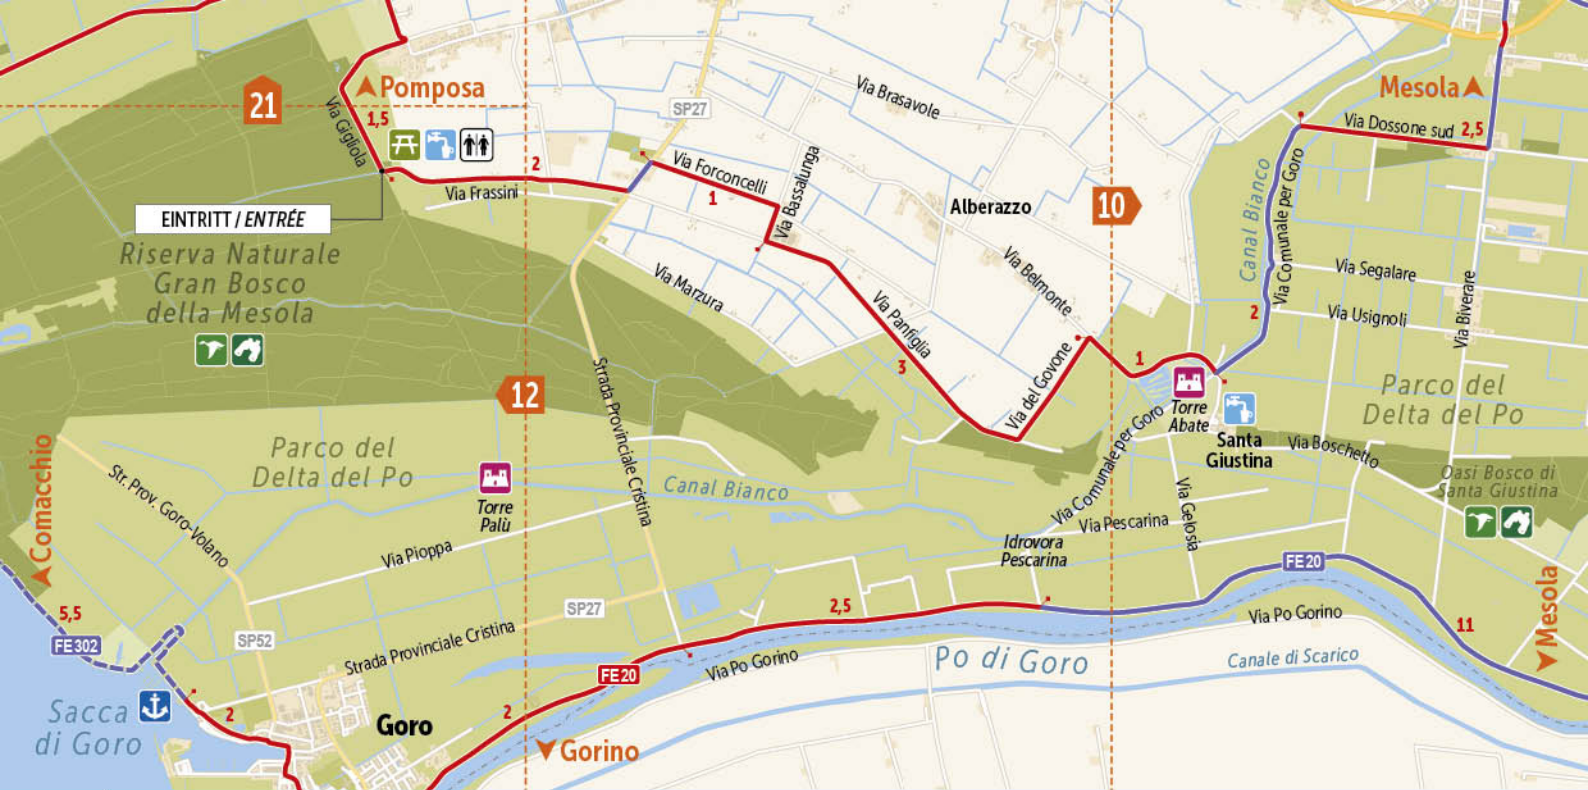 21
Pomposa
Via Gigliola
1,5
SP27
Via Brasavole
Mesola
Via Dossone sud
2,5
2
Via Frassini
Via Forconcelli
1
Via Bassalunga
Alberazzo
10
Canal Bianco
Via Comunale per Goro
EINTRITT / ENTRÉE
Riserva Naturale
Gran Bosco
della Mesola
Via Marzura
Via Belmonte
Via Segalare
Via Usignoli
Via Biverare
2
Via Panfiglia
3
Via del Govone
1
12
Strada Provinciale Cristina
Torre
Abate
Santa
Giustina
Parco del
Delta del Po
Via Comunale per Goro
Via Boschetto
Oasi Bosco di
Santa Giustina
Comacchio
Parco del
Delta del Po
Str. Prov. Goro-Volano
Torre
Palù
Canal Bianco
Via Pioppa
Idrovora
Pescarina
Via Pescarina
Via Gelosia
FE20
Mesola
5,5
FE302
SP52
SP27
Strada Provinciale Cristina
2,5
Via Po Gorino
11
FE20
Via Po Gorino
Po di Goro
Canale di Scarico
Sacca
di Goro
2
Goro
2
Gorino